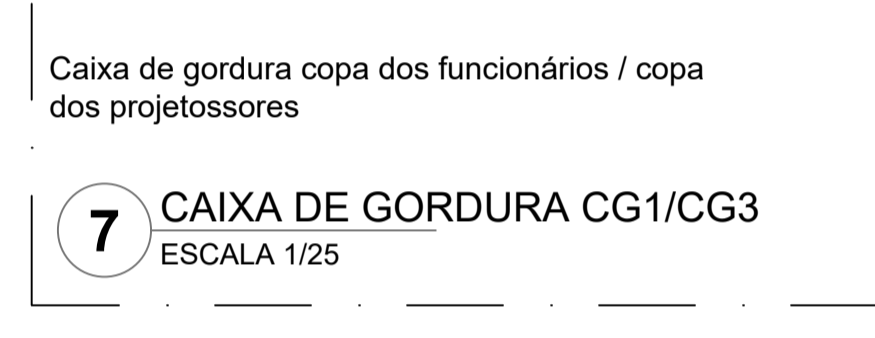 Caixa de gordura copa dos funcionários / copa
dos projetossores
7
CAIXA DE GORDURA CG1/CG3
ESCALA 1/25